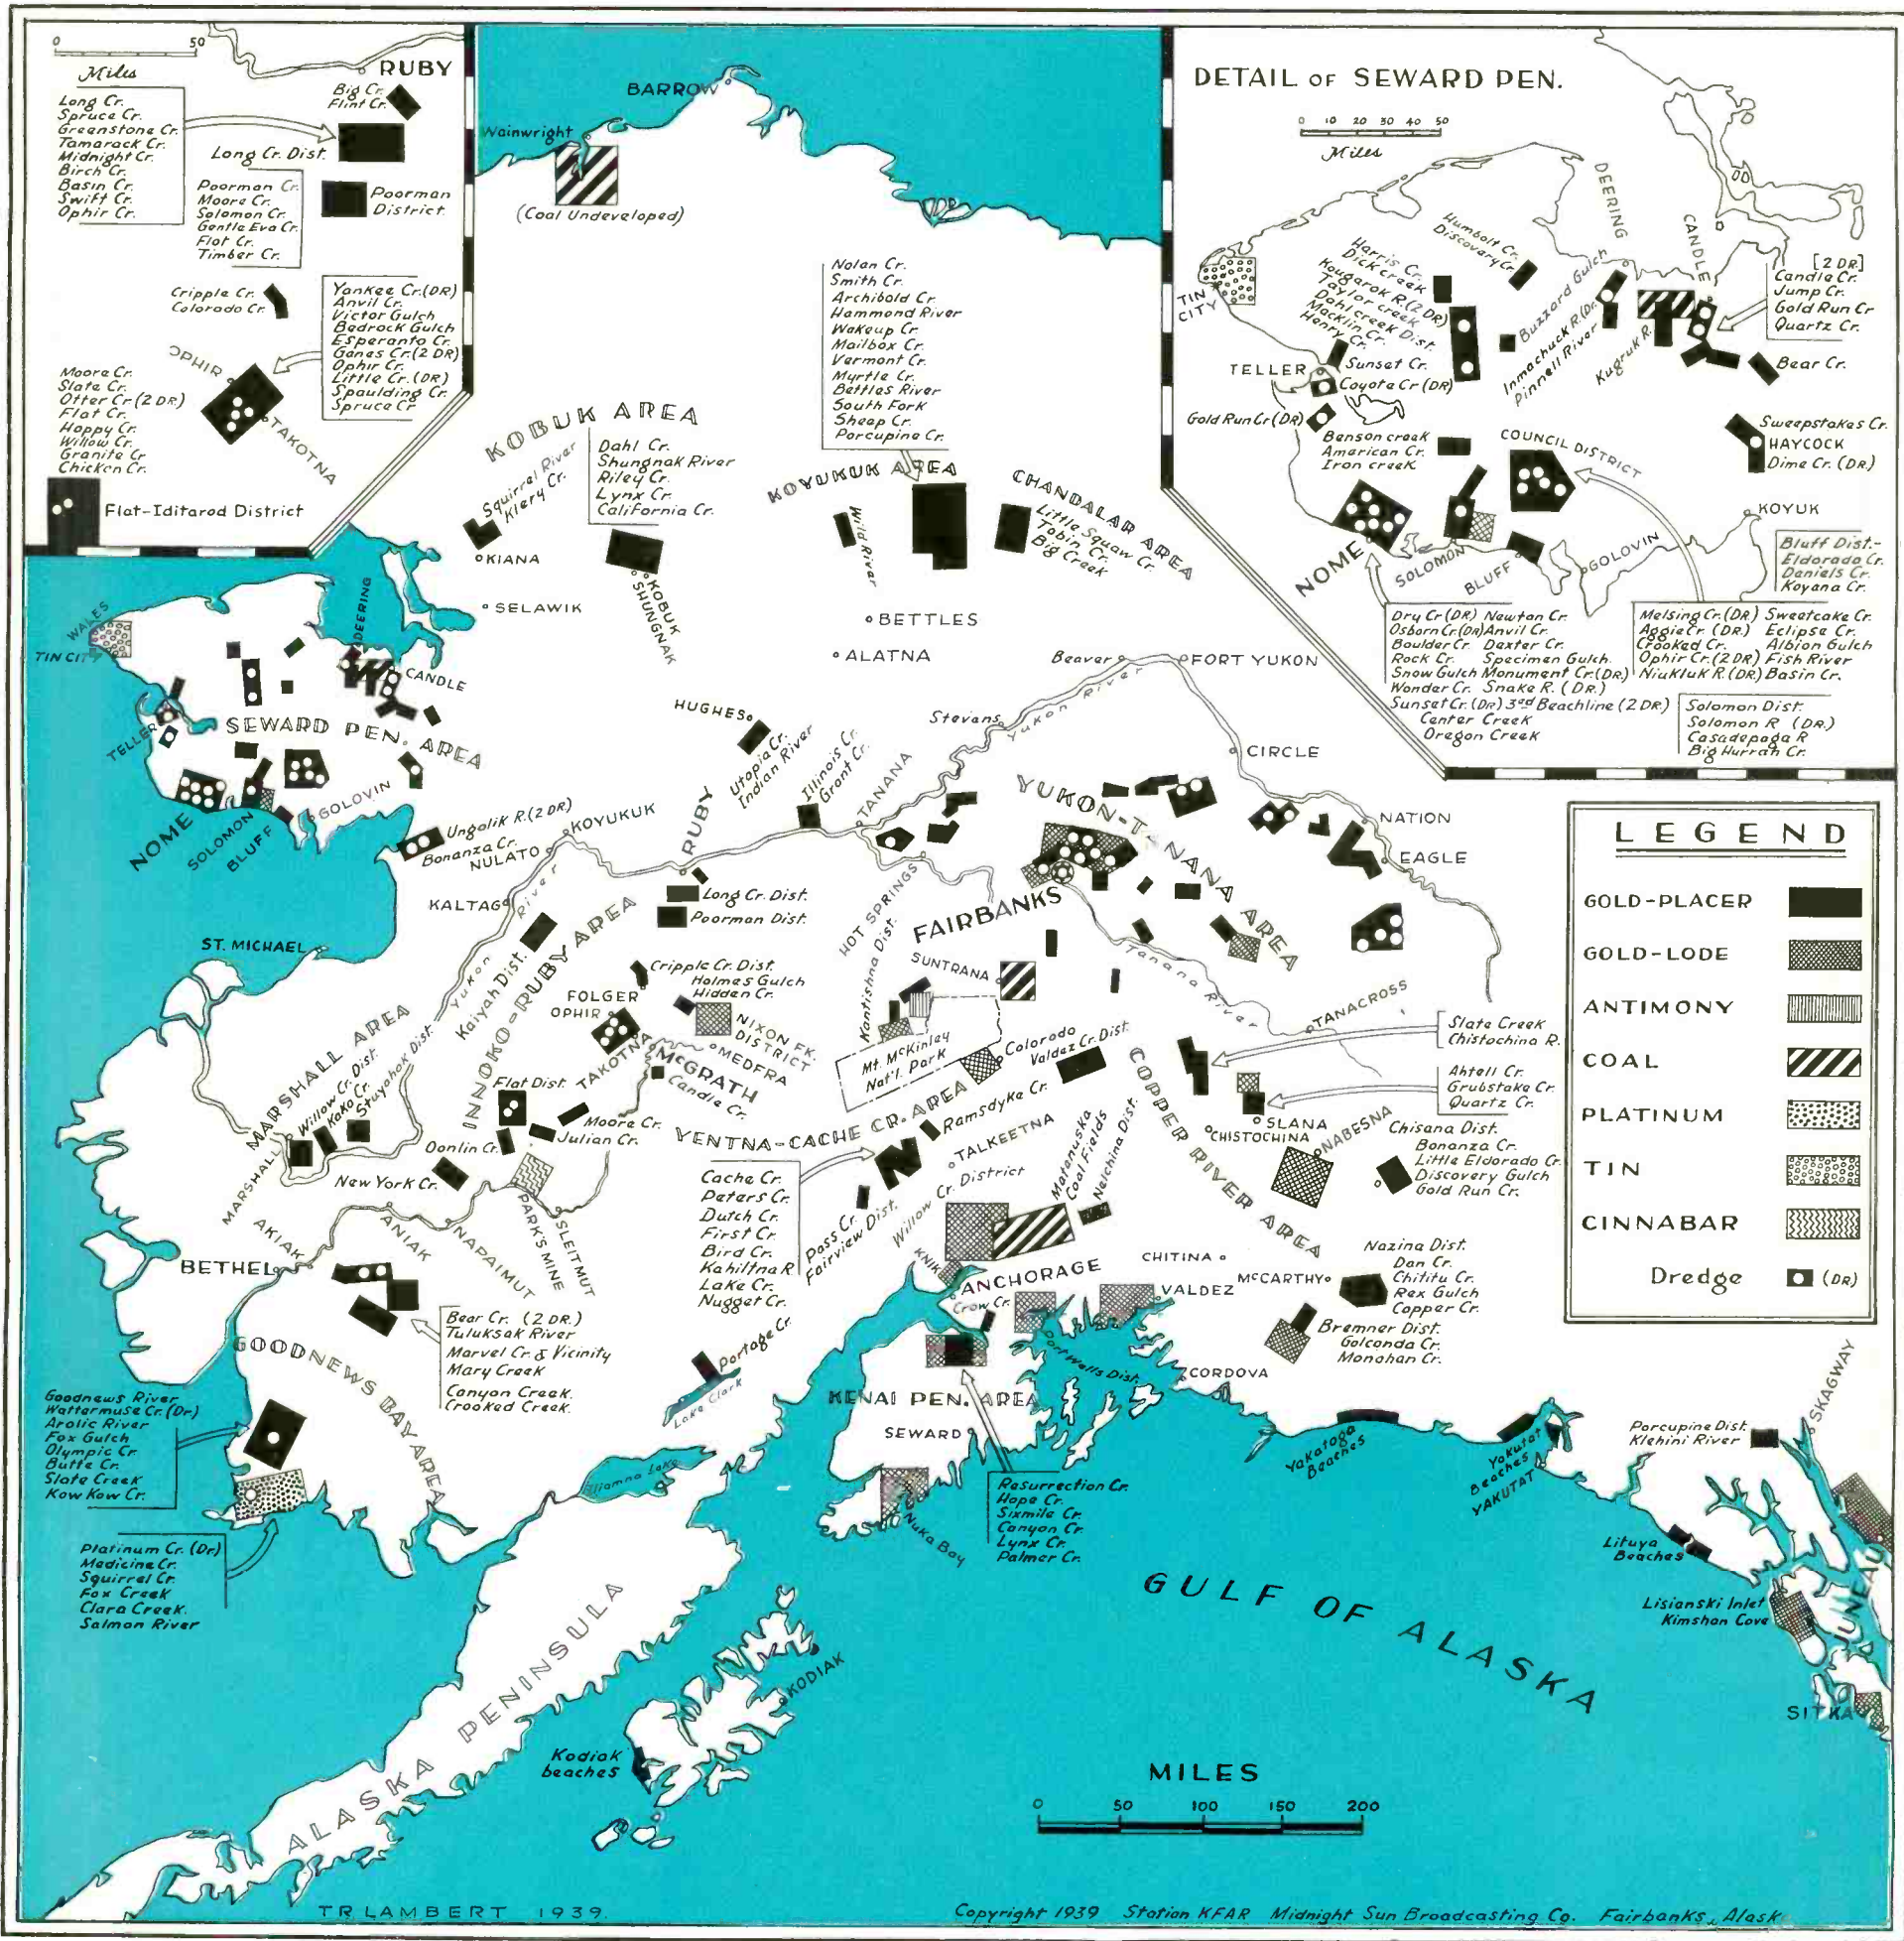 0 50
Miles
RUBY
Big Cr.
Flint Cr.
Long Cr.
Spruce Cr.
Greenstone Cr.
Tamarack Cr.
Midnight Cr.
Birch Cr.
Basin Cr.
Swift Cr.
Ophir Cr.
Long Cr. Dist.
Poorman Cr.
Moore Cr.
Solomon Cr.
Gentle Eva Cr.
Flat Cr.
Timber Cr.
Poorman
District
Cripple Cr.
Colorado Cr.
Yankee Cr.(DR)
Anvil Cr.
Victor Gulch
Bedrock Gulch
Esperanto Cr.
Ganes Cr.(2 DR)
Ophir Cr.
Little Cr.(DR)
Spaulding Cr.
Spruce Cr
OPHIR
TAKOTNA
Moore Cr.
Slate Cr.
Otter Cr.(2 DR)
Flat Cr.
Happy Cr.
Willow Cr.
Granite Cr
Chicken Cr.
Flat-Iditarod District
BARROW
Wainwright
(Coal Undeveloped)
Nolan Cr.
Smith Cr.
Archibald Cr.
Hammond River
Wakeup Cr.
Mailbox Cr.
Vermont Cr.
Myrtle Cr.
Bettles River
South Fork
Sheep Cr.
Porcupine Cr.
KOBUK AREA
Squirrel River
Klery Cr.
Dahl Cr.
Shungnak River
Riley Cr.
Lynx Cr.
California Cr.
KIANA
SELAWIK
KOBUK
SHUNGNAK
KOYUKUK AREA
Wild River
CHANDALAR AREA
Little Squaw Cr.
Tobin Cr.
Big Creek
BETTLES
ALATNA
DETAIL OF SEWARD PEN.
0 10 20 30 40 50
Miles
DEERING
CANDLE
TIN
CITY
Humbolt Cr.
Discovery Cr.
Harris Cr.
Dick creek
Kougarok R.(2 DR)
Taylor creek
Dahl creek Dist.
Macklin Cr.
Henry Cr.
Buzzard Gulch
Inmachuck R.(Dr.)
Pinnell River
Kugruk R.
[2 DR]
Candle Cr.
Jump Cr.
Gold Run Cr
Quartz Cr.
Bear Cr.
TELLER
Sunset Cr.
Coyota Cr (DR)
Gold Run Cr (DR)
Benson creek
American Cr.
Iron creek
COUNCIL DISTRICT
Sweepstakes Cr.
HAYCOCK
Dime Cr. (DR.)
KOYUK
NOME
SOLOMON
BLUFF
GOLOVIN
Bluff Dist.-
Eldorado Cr.
Daniels Cr.
Koyana Cr.
Dry Cr (DR) Newton Cr.
Osborn Cr.(DR) Anvil Cr.
Boulder Cr. Dexter Cr.
Rock Cr. Specimen Gulch.
Snow Gulch Monument Cr.(DR)
Wonder Cr. Snake R. (DR.)
Sunset Cr. (DR) 3rd Beachline (2 DR)
Center Creek
Oregon Creek
Melsing Cr.(DR) Sweetcake Cr.
Aggie Cr. (DR.) Eclipse Cr.
Crooked Cr. Albion Gulch
Ophir Cr.(2 DR) Fish River
Niukluk R.(DR) Basin Cr.
Solomon Dist.
Solomon R (DR.)
Casadepaga R
Big Hurrah Cr.
WALES
TIN CITY
DEERING
CANDLE
TELLER
SEWARD PEN. AREA
NOME
SOLOMON
BLUFF
GOLOVIN
Ungalik R.(2 DR)
Bonanza Cr.
HUGHES
Utopia Cr.
Indian River
Illinois Cr.
Grant Cr.
TANANA
Beaver
FORT YUKON
Stevens
Yukon River
CIRCLE
NATION
EAGLE
YUKON-TANANA AREA
KOYUKUK
NULATO
RUBY
Long Cr. Dist.
Poorman Dist.
KALTAG
Yukon River
ST. MICHAEL
Kaiyah Dist.
INNOKO-RUBY AREA
HOT SPRINGS
FAIRBANKS
Tanana River
TANACROSS
SUNTRANA
Kantishna Dist.
Mt. McKinley
Nat'l. Park
Colorado
Valdez Cr. Dist.
Cripple Cr. Dist.
Holmes Gulch
Hidden Cr.
FOLGER
OPHIR
NIXON FK.
DISTRICT
MEDFRA
TAKOTNA
McGRATH
Candle Cr.
Flat Dist.
Moore Cr.
Julian Cr.
Donlin Cr.
New York Cr.
MARSHALL AREA
Willow Cr. Dist.
Kako Cr.
Stuyahok Dist.
MARSHALL
AKIAK
ANIAK
NAPAIMUT
PARK'S MINE
SLEITMUT
BETHEL
YENTNA-CACHE CR. AREA
Ramsdyke Cr.
TALKEETNA
Cache Cr.
Peters Cr.
Dutch Cr.
First Cr.
Bird Cr.
Kahiltna R
Lake Cr.
Nugget Cr.
Pass Cr.
Fairview Dist.
Willow Cr. District
Matanuska
Coal Fields
Nelchina Dist.
KNIK
ANCHORAGE
Crow Cr.
COPPER RIVER AREA
Slate Creek
Chistochina R.
Ahtell Cr.
Grubstake Cr.
Quartz Cr.
SLANA
CHISTOCHINA
NABESNA
Chisana Dist.
Bonanza Cr.
Little Eldorado Cr.
Discovery Gulch
Gold Run Cr.
CHITINA
VALDEZ
McCARTHY
Nazina Dist.
Dan Cr.
Chititu Cr.
Rex Gulch
Copper Cr.
Bremner Dist.
Golconda Cr.
Monahan Cr.
Port Wells Dist.
CORDOVA
LEGEND
GOLD-PLACER
GOLD-LODE
ANTIMONY
COAL
PLATINUM
TIN
CINNABAR
Dredge (DR)
Bear Cr. (2 DR.)
Tuluksak River
Marvel Cr. & Vicinity
Mary Creek
Canyon Creek.
Crooked Creek.
GOODNEWS BAY AREA
Goodnews River
Wattermuse Cr.(Dr)
Arolic River
Fox Gulch
Olympic Cr.
Butte Cr.
Slate Creek
Kow Kow Cr.
Platinum Cr. (Dr)
Medicine Cr.
Squirrel Cr.
Fox Creek
Clara Creek.
Salmon River
Portage Cr.
Lake Clark
Iliamna Lake
KENAI PEN. AREA
SEWARD
Resurrection Cr.
Hope Cr.
Sixmile Cr.
Canyon Cr.
Lynx Cr.
Palmer Cr.
Nuka Bay
Yakataga
Beaches
Yakutat
Beaches
YAKUTAT
Porcupine Dist.
Klehini River
SKAGWAY
Lituya
Beaches
Lisianski Inlet
Kimshan Cove
JUNEAU
SITKA
GULF OF ALASKA
KODIAK
Kodiak
beaches
ALASKA PENINSULA
MILES
0 50 100 150 200
T.R. LAMBERT 1939.
Copyright 1939 Station KFAR Midnight Sun Broadcasting Co. Fairbanks, Alask